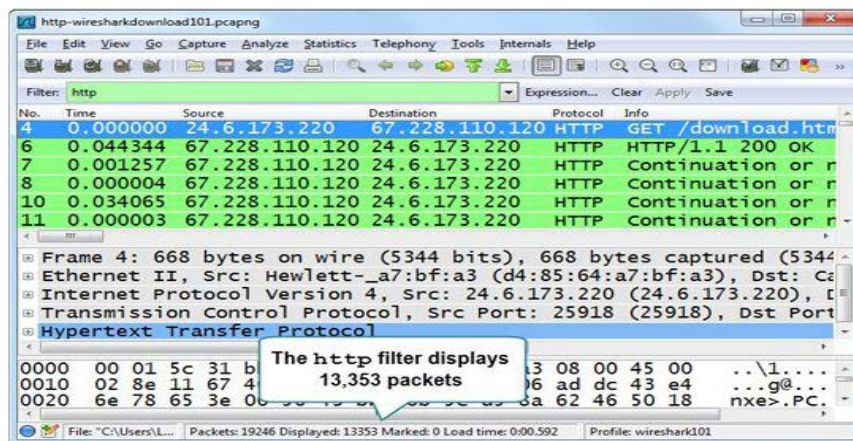 http-wiresharkdownload101.pcapng
File Edit View Go Capture Analyze Statistics Telephony Tools Internals Help
Filter: http Expression... Clear Apply Save
No. Time Source Destination Protocol Info
4 0.000000 24.6.173.220 67.228.110.120 HTTP GET /download.htm
6 0.044344 67.228.110.120 24.6.173.220 HTTP HTTP/1.1 200 OK
7 0.001257 67.228.110.120 24.6.173.220 HTTP Continuation or
8 0.000004 67.228.110.120 24.6.173.220 HTTP Continuation or
10 0.034065 67.228.110.120 24.6.173.220 HTTP Continuation or
11 0.000003 67.228.110.120 24.6.173.220 HTTP Continuation or
Frame 4: 668 bytes on wire (5344 bits), 668 bytes captured (5344
Ethernet II, Src: Hewlett-_a7:bf:a3 (d4:85:64:a7:bf:a3), Dst: Ca
Internet Protocol Version 4, Src: 24.6.173.220 (24.6.173.220),
Transmission Control Protocol, Src Port: 25918 (25918), Dst Port
Hypertext Transfer Protocol
The http filter displays
13,353 packets
0000 00 01 5c 31 08 00 45 00 ..\1....
0010 02 8e 11 67 ad dc 43 e4 ...g@...
0020 6e 78 65 3e 62 46 50 18 nxe>.PC.
File: "C:\Users\L... Packets: 19246 Displayed: 13353 Marked: 0 Load time: 0:00.592 Profile: wireshark101